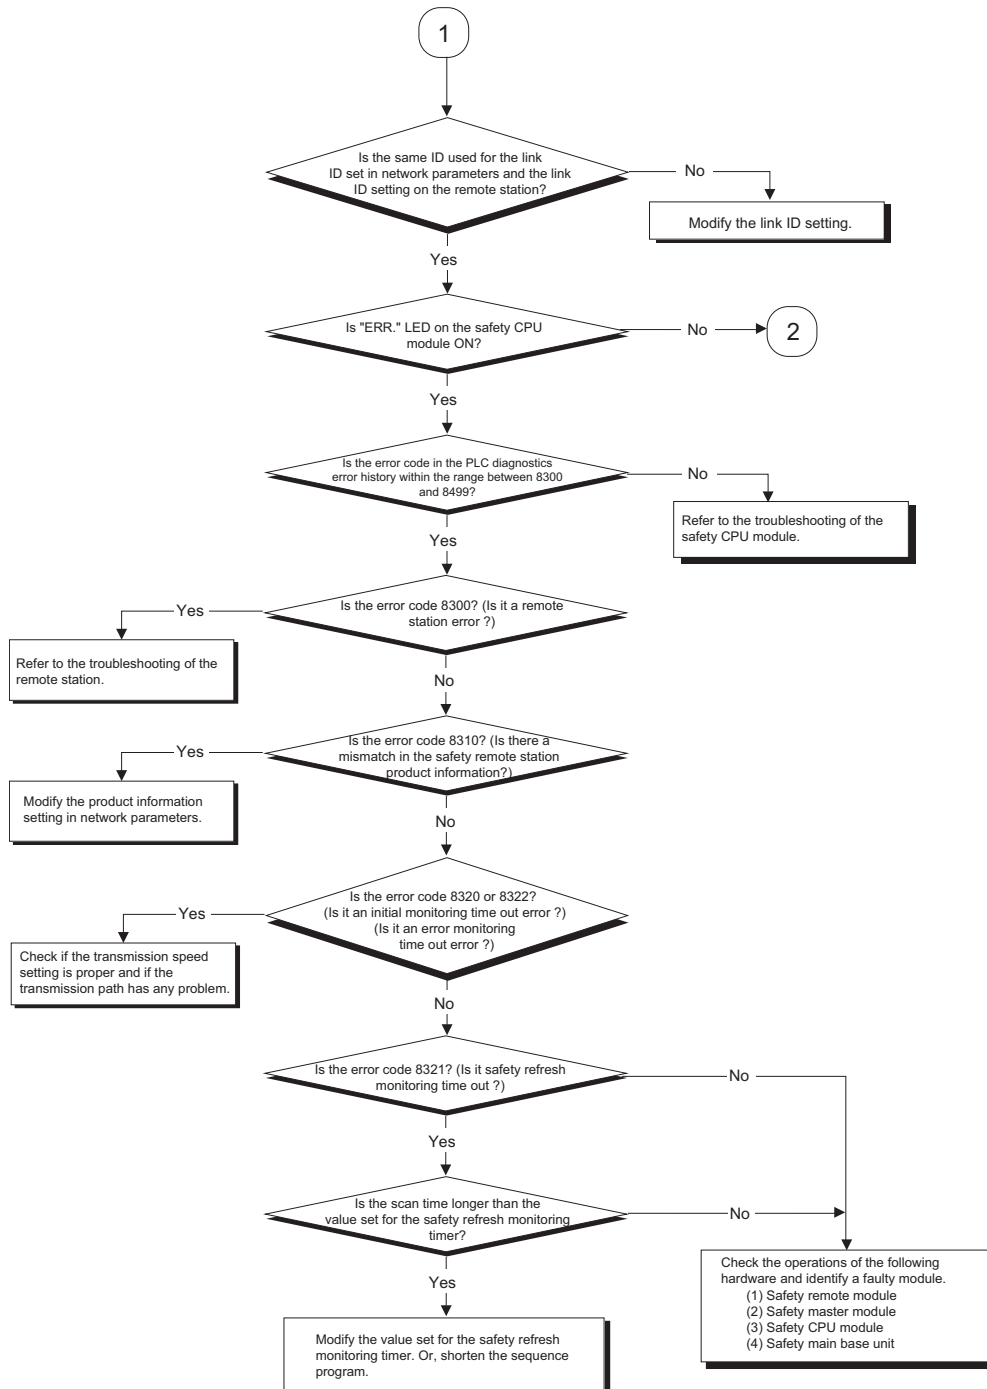 1
Is the same ID used for the link
ID set in network parameters and the link
ID setting on the remote station?
No
Modify the link ID setting.
Yes
Is "ERR." LED on the safety CPU
module ON?
No
2
Yes
Is the error code in the PLC diagnostics
error history within the range between 8300
and 8499?
No
Refer to the troubleshooting of the
safety CPU module.
Yes
Is the error code 8300? (Is it a remote
station error ?)
Yes
Refer to the troubleshooting of the
remote station.
No
Is the error code 8310? (Is there a
mismatch in the safety remote station
product information?)
Yes
Modify the product information
setting in network parameters.
No
Is the error code 8320 or 8322?
(Is it an initial monitoring time out error ?)
(Is it an error monitoring
time out error ?)
Yes
Check if the transmission speed
setting is proper and if the
transmission path has any problem.
No
Is the error code 8321? (Is it safety refresh
monitoring time out ?)
No
Yes
Is the scan time longer than the
value set for the safety refresh monitoring
timer?
No
Check the operations of the following
hardware and identify a faulty module.
(1) Safety remote module
(2) Safety master module
(3) Safety CPU module
(4) Safety main base unit
Yes
Modify the value set for the safety refresh
monitoring timer. Or, shorten the sequence
program.